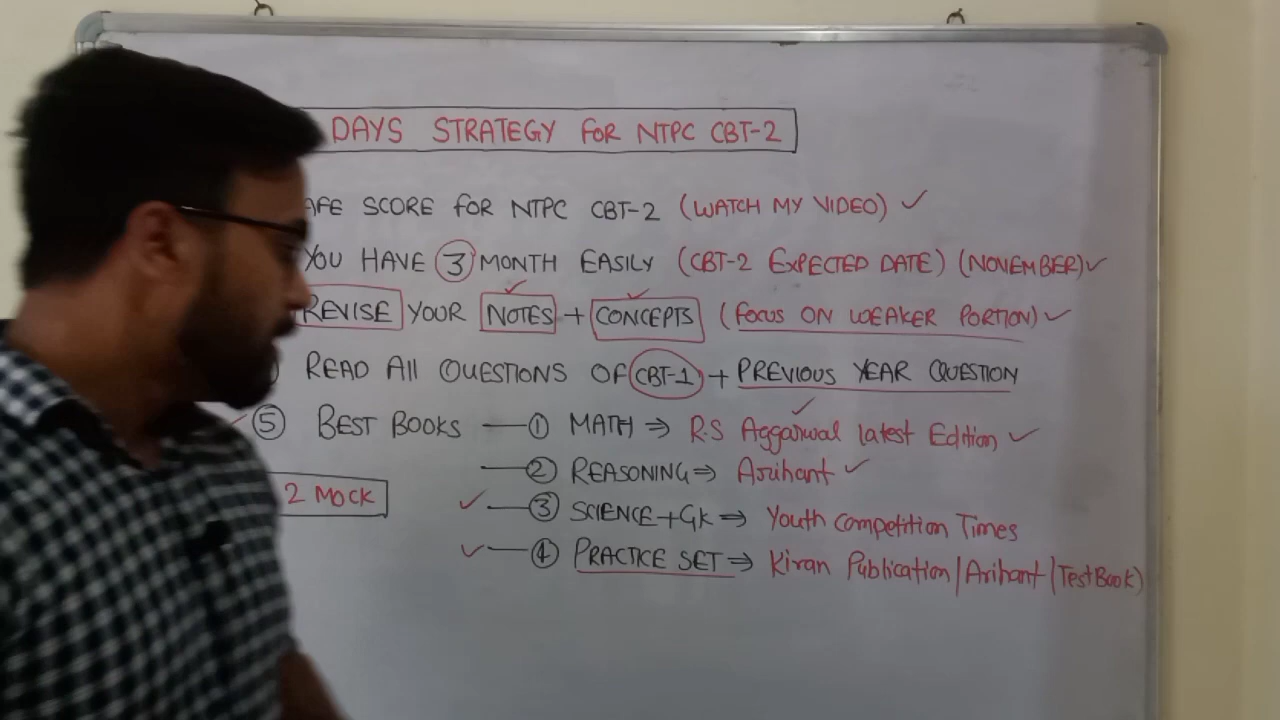 DAYS STRATEGY FOR NTPC CBT-2
AFE SCORE FOR NTPC CBT-2 (WATCH MY VIDEO) ✓
YOU HAVE 3 MONTH EASILY (CBT-2 EXPECTED DATE) (NOVEMBER) ✓
REVISE YOUR NOTES + CONCEPTS (FOCUS ON WEAKER PORTION) ✓
READ All QUESTIONS OF CBT-1 + PREVIOUS YEAR QUESTION
⑤ BEST BOOKS — ① MATH ⇒ R.S Aggarwal latest Edition ✓
— ② REASONING ⇒ Arihant ✓
2 MOCK ✓ — ③ SCIENCE + GK ⇒ Youth Competition Times
✓ — ④ PRACTICE SET ⇒ Kiran Publication / Arihant / (TestBook)